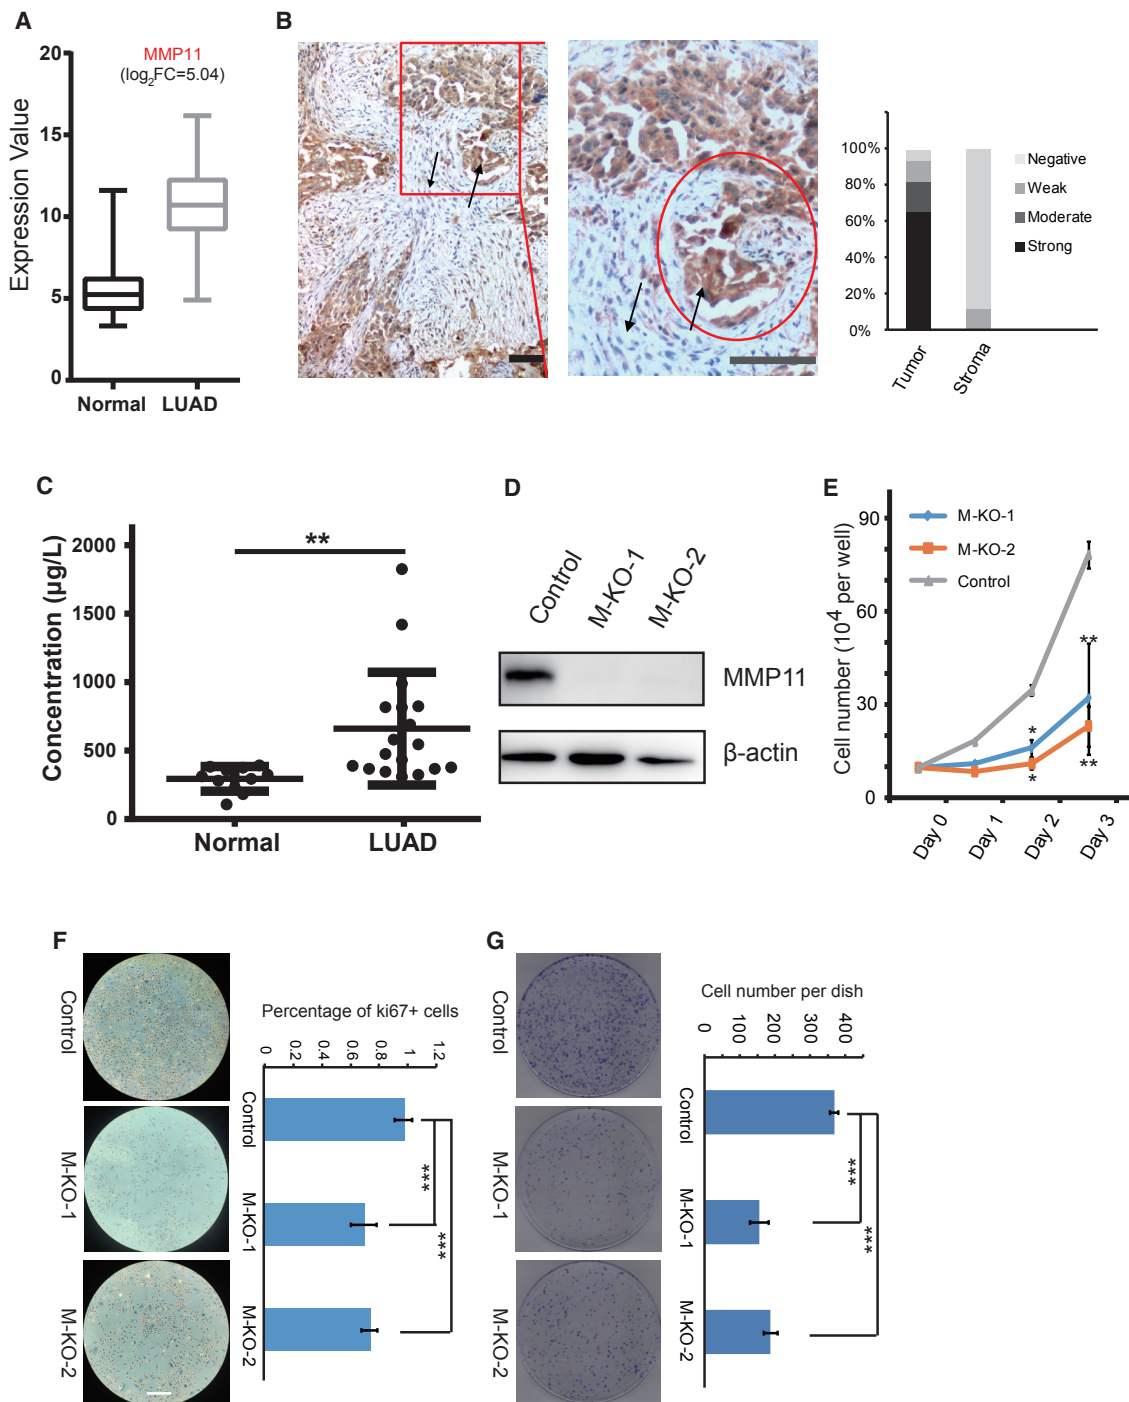 A
MMP11
(log2FC=5.04)
Expression Value
20
15
10
5
0
Normal
LUAD
B
100%
80%
60%
40%
20%
0%
Negative
Weak
Moderate
Strong
Tumor
Stroma
C
Concentration (µg/L)
2000
1500
1000
500
0
**
Normal
LUAD
D
Control
M-KO-1
M-KO-2
MMP11
β-actin
E
Cell number (10⁴ per well)
90
60
30
0
M-KO-1
M-KO-2
Control
*
*
**
**
Day 0
Day 1
Day 2
Day 3
F
Control
M-KO-1
M-KO-2
Percentage of ki67+ cells
0
0.2
0.4
0.6
0.8
1
1.2
Control
M-KO-1
M-KO-2
***
***
G
Control
M-KO-1
M-KO-2
Cell number per dish
0
100
200
300
400
Control
M-KO-1
M-KO-2
***
***